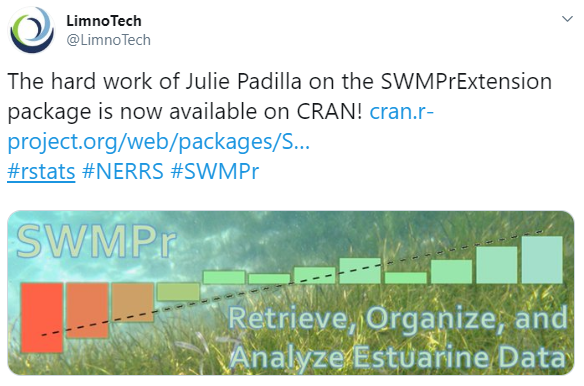 LimnoTech
@LimnoTech
The hard work of Julie Padilla on the SWMPrExtension
package is now available on CRAN! cran.r-
project.org/web/packages/S...
#rstats #NERRS #SWMPr
SWMPr
Retrieve, Organize, and
Analyze Estuarine Data